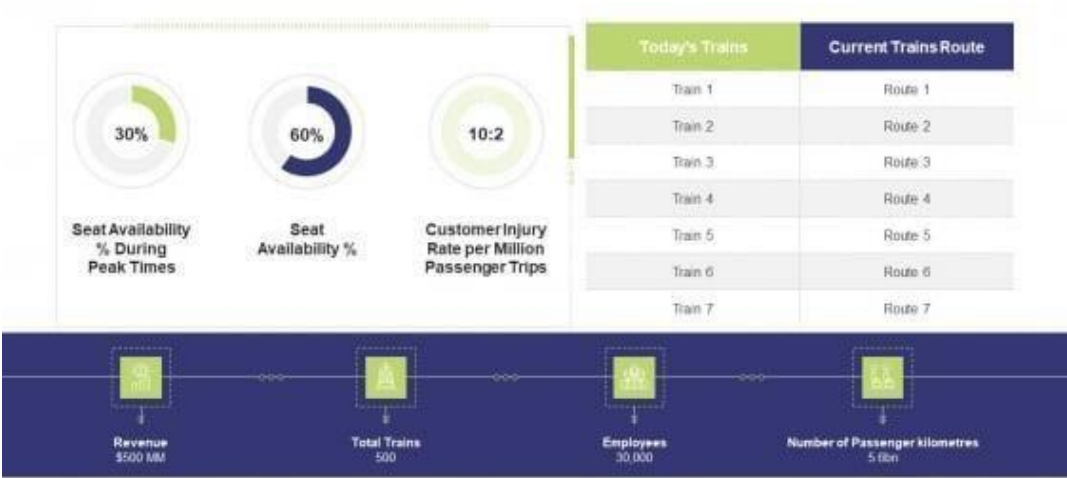 30%
60%
10:2
Seat Availability
% During
Peak Times
Seat
Availability %
Customer Injury
Rate per Million
Passenger Trips
Today's Trains Current Trains Route
Train 1 Route 1
Train 2 Route 2
Train 3 Route 3
Train 4 Route 4
Train 5 Route 5
Train 6 Route 6
Train 7 Route 7
Revenue
$500 MM
Total Trains
500
Employees
30,000
Number of Passenger kilometres
5.6bn